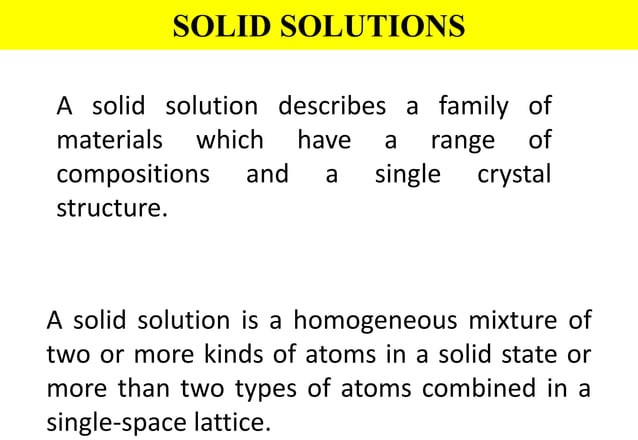 SOLID SOLUTIONS
A solid solution describes a family of
materials which have a range of
compositions and a single crystal
structure.
A solid solution is a homogeneous mixture of
two or more kinds of atoms in a solid state or
more than two types of atoms combined in a
single-space lattice.